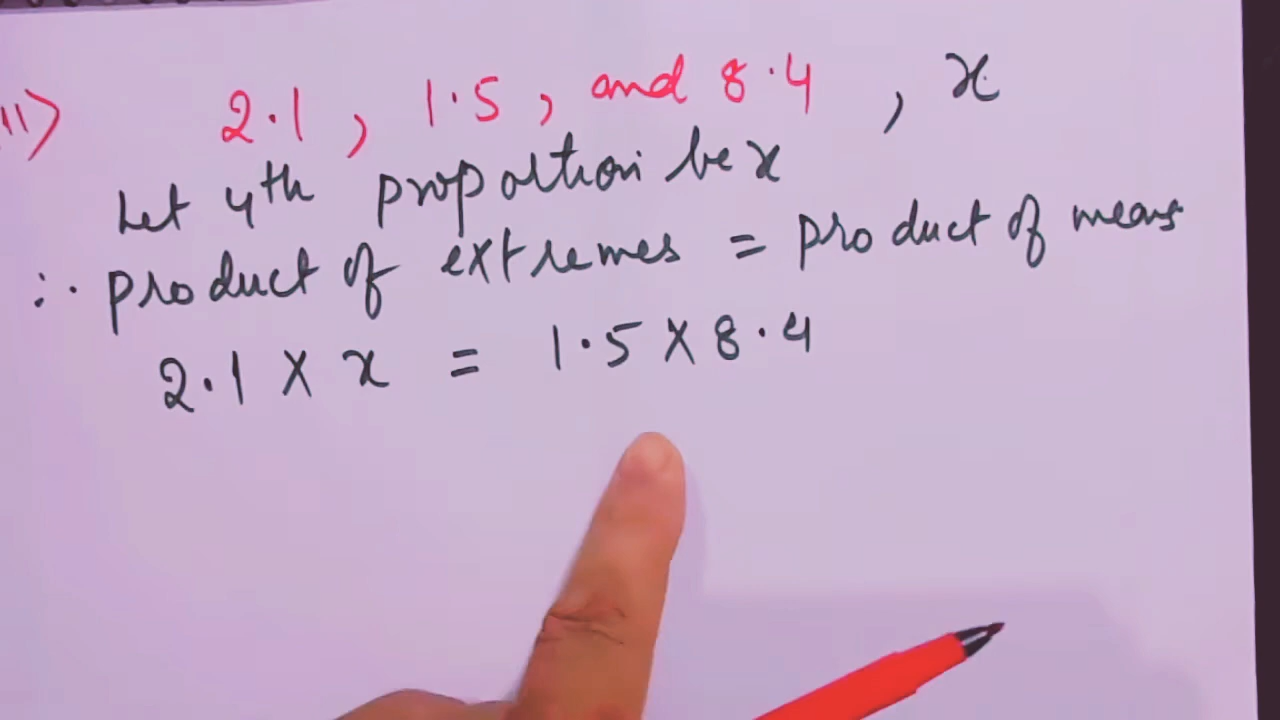 11) 2.1 , 1.5 , and 8.4 , x
Let 4th proportion be x
∴ product of extremes = product of means
2.1 × x = 1.5 × 8.4